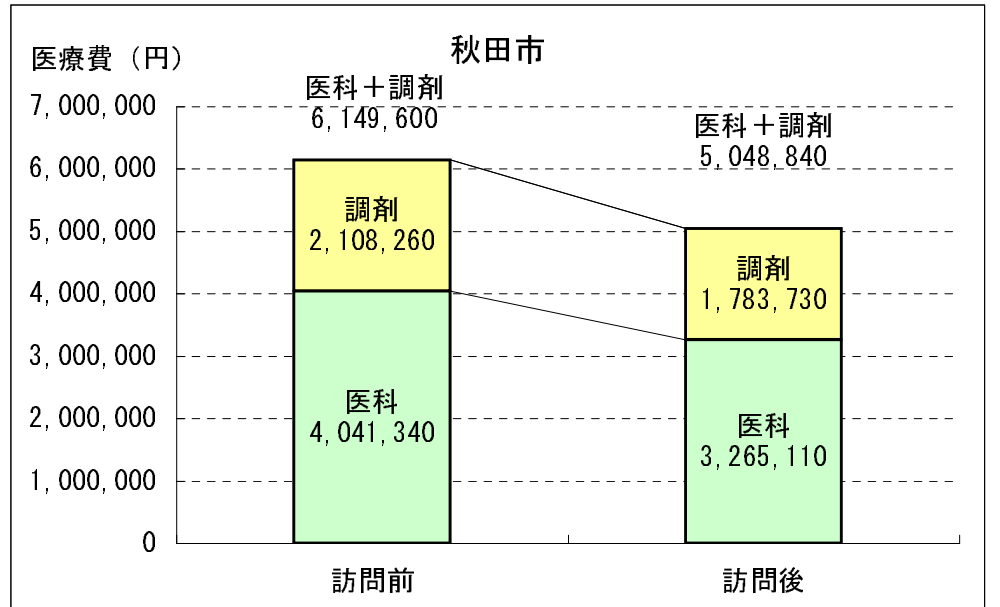 秋田市
医療費（円）
7,000,000
6,000,000
5,000,000
4,000,000
3,000,000
2,000,000
1,000,000
0
医科＋調剤
6,149,600
調剤
2,108,260
医科
4,041,340
医科＋調剤
5,048,840
調剤
1,783,730
医科
3,265,110
訪問前
訪問後